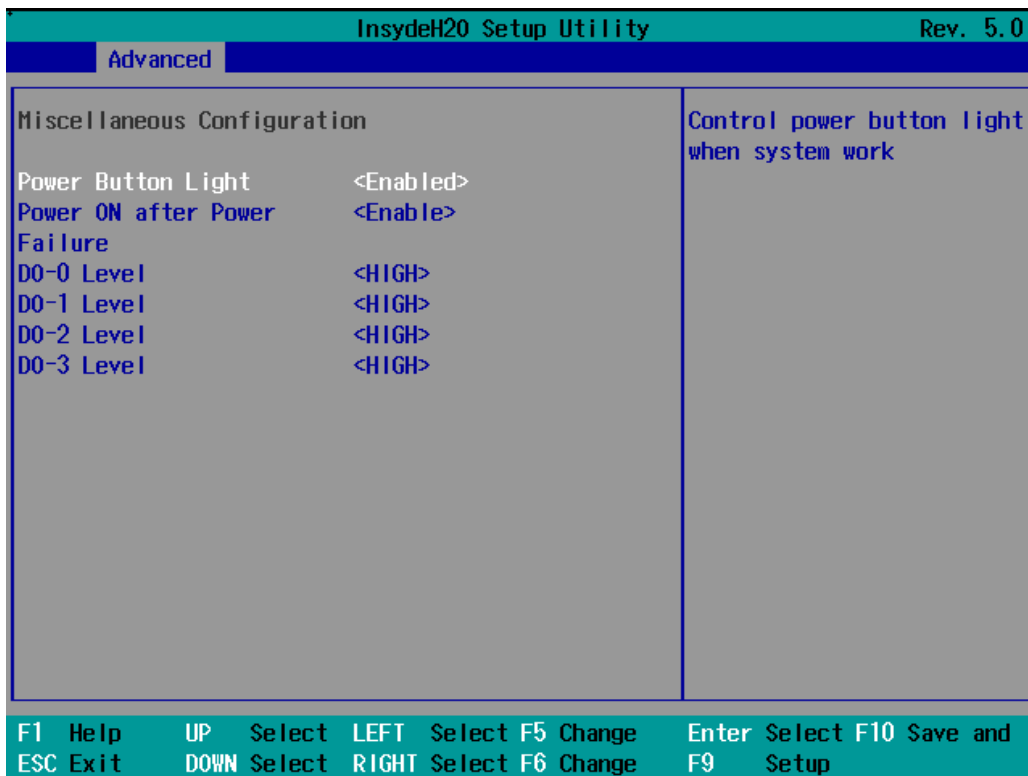 InsydeH20 Setup Utility Rev. 5.0
Advanced
Miscellaneous Configuration
Power Button Light <Enabled>
Power ON after Power <Enable>
Failure
DO-0 Level <HIGH>
DO-1 Level <HIGH>
DO-2 Level <HIGH>
DO-3 Level <HIGH>
Control power button light
when system work
F1 Help UP Select LEFT Select F5 Change Enter Select F10 Save and
ESC Exit DOWN Select RIGHT Select F6 Change F9 Setup